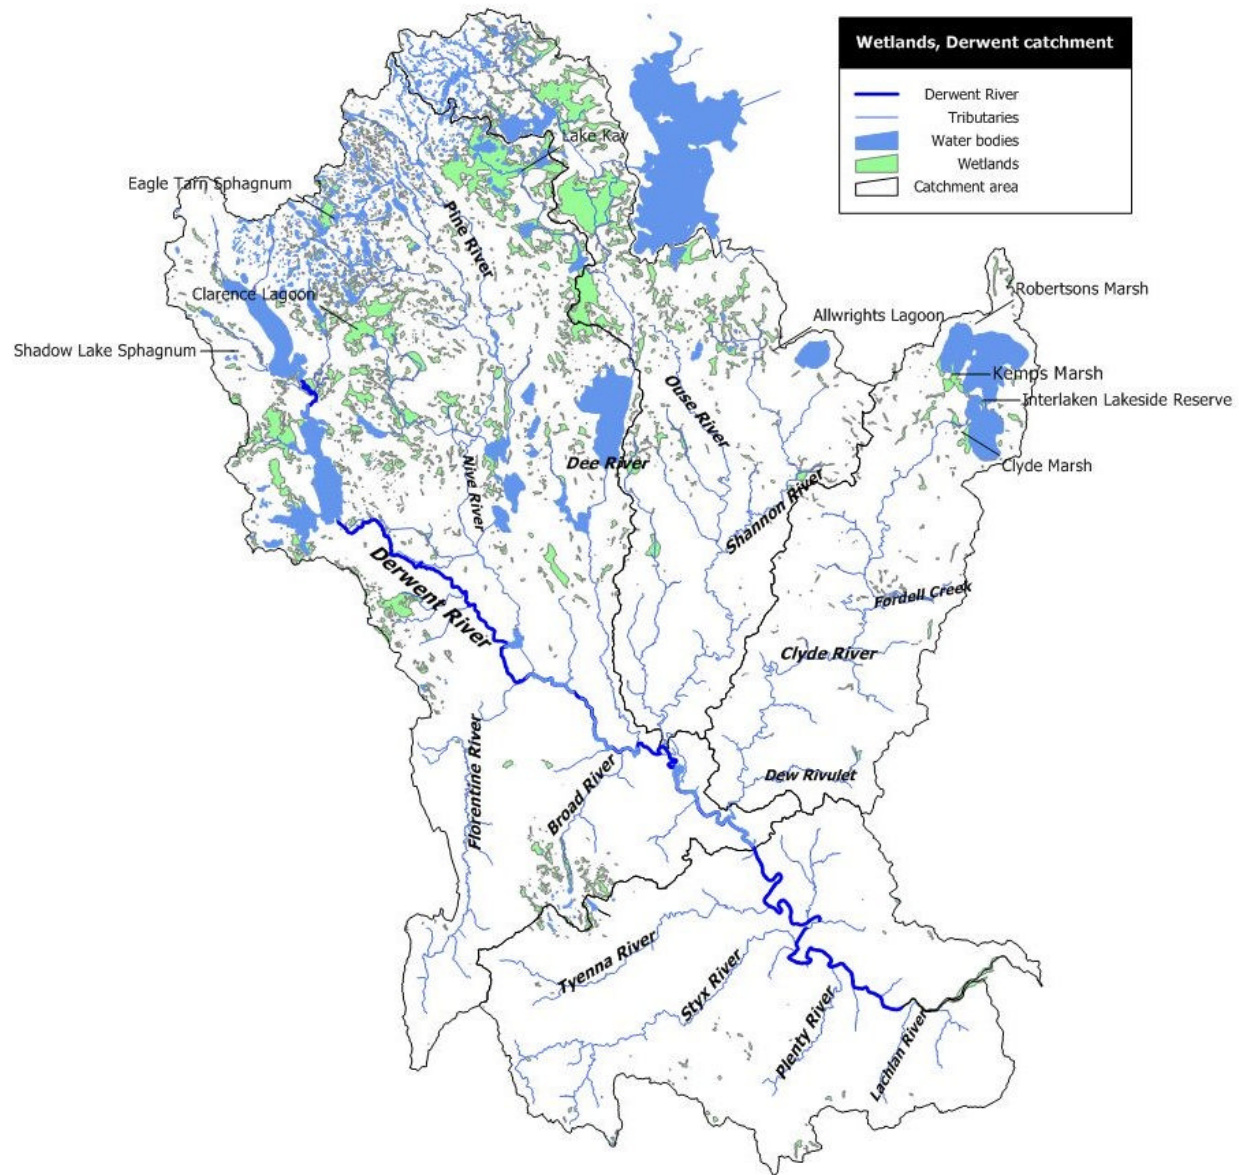 Wetlands, Derwent catchment
Derwent River
Tributaries
Water bodies
Wetlands
Catchment area
Lake Kay
Eagle Tarn Sphagnum
Pine River
Clarence Lagoon
Robertsons Marsh
Allwrights Lagoon
Shadow Lake Sphagnum
Kemps Marsh
Interlaken Lakeside Reserve
Ouse River
Dee River
Clyde Marsh
Nive River
Shannon River
Derwent River
Fordell Creek
Clyde River
Florentine River
Broad River
Dew Rivulet
Tyenna River
Styx River
Plenty River
Lachlan River